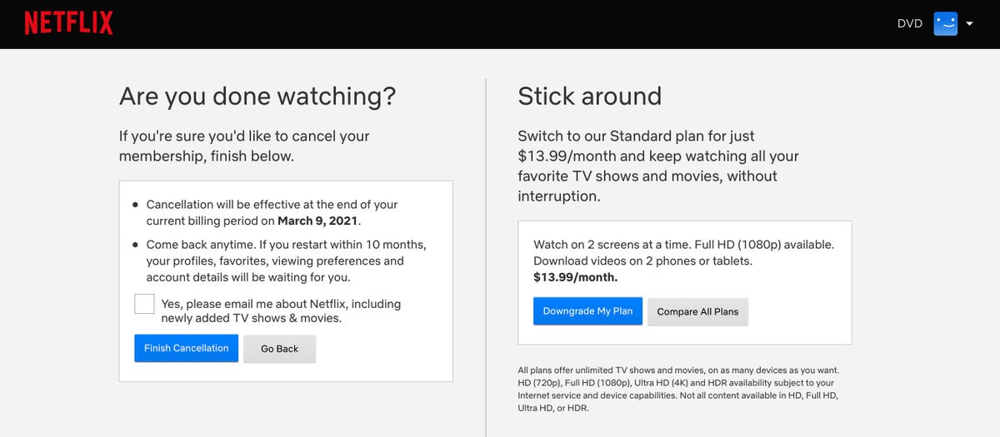 NETFLIX
DVD
Are you done watching?
If you're sure you'd like to cancel your
membership, finish below.
• Cancellation will be effective at the end of your
current billing period on March 9, 2021.
• Come back anytime. If you restart within 10 months,
your profiles, favorites, viewing preferences and
account details will be waiting for you.
Yes, please email me about Netflix, including
newly added TV shows & movies.
Finish Cancellation
Go Back
Stick around
Switch to our Standard plan for just
$13.99/month and keep watching all your
favorite TV shows and movies, without
interruption.
Watch on 2 screens at a time. Full HD (1080p) available.
Download videos on 2 phones or tablets.
$13.99/month.
Downgrade My Plan
Compare All Plans
All plans offer unlimited TV shows and movies, on as many devices as you want.
HD (720p), Full HD (1080p), Ultra HD (4K) and HDR availability subject to your
Internet service and device capabilities. Not all content available in HD, Full HD,
Ultra HD, or HDR.